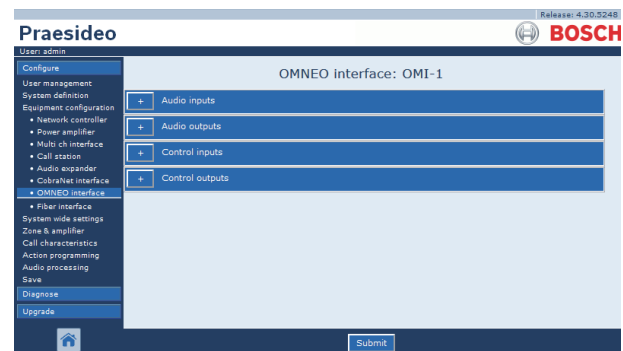 Release: 4.30.5248
Praesideo
BOSCH
User: admin
Configure
User management
System definition
Equipment configuration
• Network controller
• Power amplifier
• Multi ch interface
• Call station
• Audio expander
• CobraNet interface
• OMNEO interface
• Fiber interface
System wide settings
Zone & amplifier
Call characteristics
Action programming
Audio processing
Save
Diagnose
Upgrade
OMNEO interface: OMI-1
+ Audio inputs
+ Audio outputs
+ Control inputs
+ Control outputs
Submit